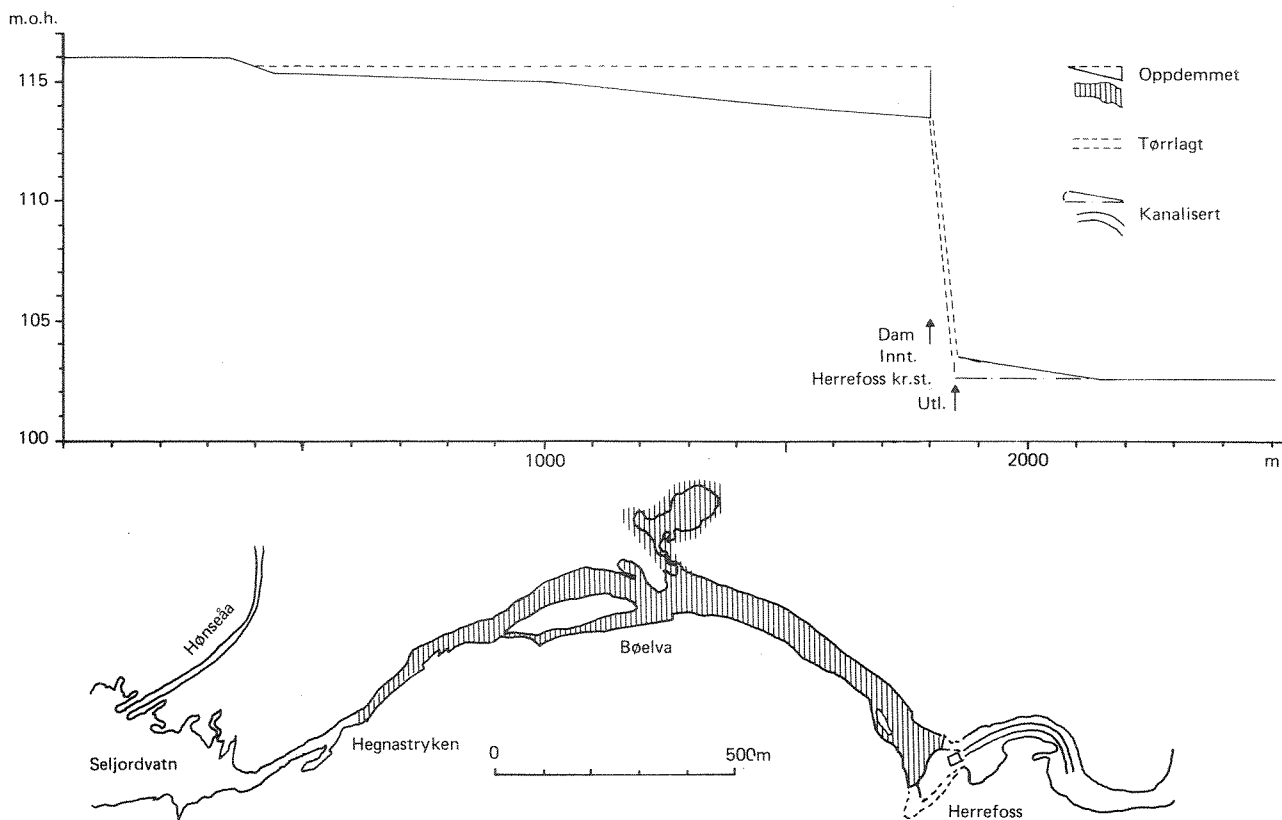 m.o.h.
115
110
105
100
1000
2000
m
Oppdemmet
Tørrlagt
Kanalisert
Dam
Innt.
Herrefoss kr.st.
Utl.
Hønseåa
Seljordvatn
Hegnastryken
Bøelva
0
500m
Herrefoss